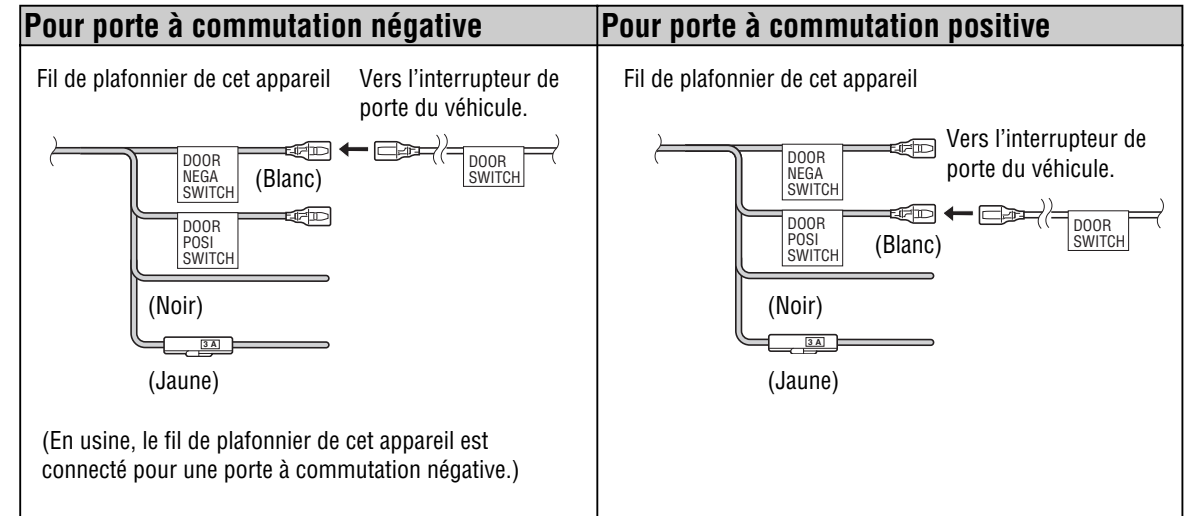 Pour porte à commutation négative
Fil de plafonnier de cet appareil
Vers l'interrupteur de
porte du véhicule.
DOOR
NEGA
SWITCH
(Blanc)
DOOR
SWITCH
DOOR
POSI
SWITCH
(Noir)
3 A
(Jaune)
(En usine, le fil de plafonnier de cet appareil est
connecté pour une porte à commutation négative.)
Pour porte à commutation positive
Fil de plafonnier de cet appareil
Vers l'interrupteur de
porte du véhicule.
DOOR
NEGA
SWITCH
DOOR
POSI
SWITCH
(Blanc)
DOOR
SWITCH
(Noir)
3 A
(Jaune)